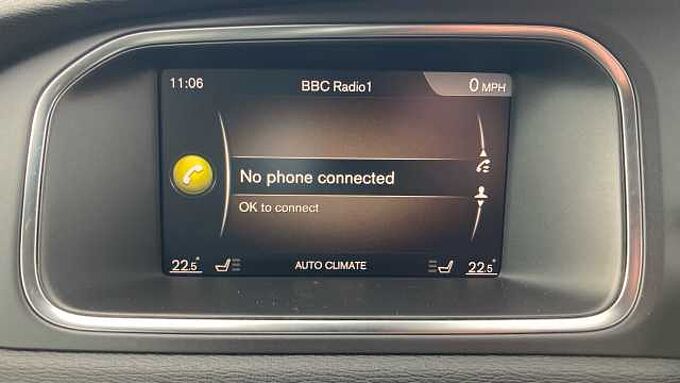 11:06 BBC Radio1 0 MPH
No phone connected
OK to connect
22.5° AUTO CLIMATE 22.5°